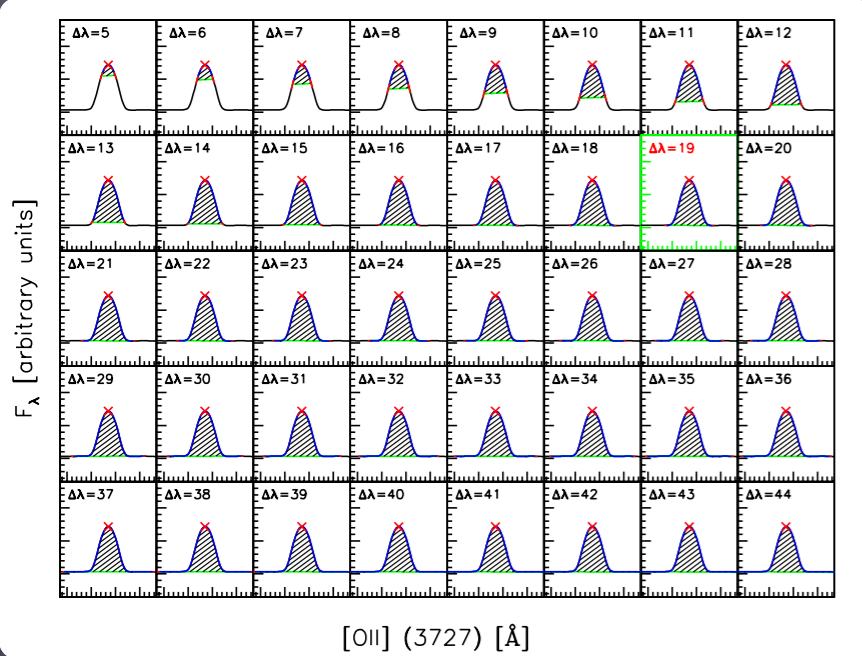 Δλ=5 Δλ=6 Δλ=7 Δλ=8 Δλ=9 Δλ=10 Δλ=11 Δλ=12
Δλ=13 Δλ=14 Δλ=15 Δλ=16 Δλ=17 Δλ=18 Δλ=19 Δλ=20
Δλ=21 Δλ=22 Δλ=23 Δλ=24 Δλ=25 Δλ=26 Δλ=27 Δλ=28
Δλ=29 Δλ=30 Δλ=31 Δλ=32 Δλ=33 Δλ=34 Δλ=35 Δλ=36
Δλ=37 Δλ=38 Δλ=39 Δλ=40 Δλ=41 Δλ=42 Δλ=43 Δλ=44
Fλ [arbitrary units]
[OII] (3727) [Å]